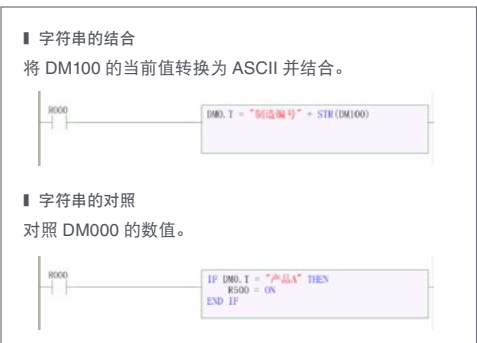 字符串的结合
将 DM100 的当前值转换为 ASCII 并结合。
R000
DM0.T = "制造编号" + STR(DM100)
字符串的对照
对照 DM000 的数值。
R000
IF DM0.T = "产品A" THEN
R500 = ON
END IF